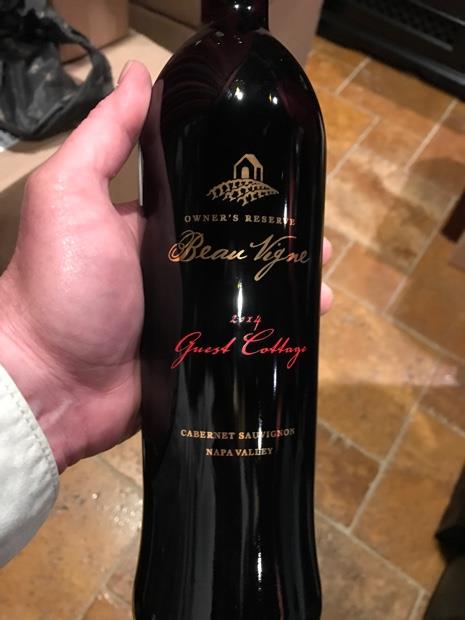 OWNER'S RESERVE
Beau Vigne
2014
Guest Cottage
CABERNET SAUVIGNON
NAPA VALLEY